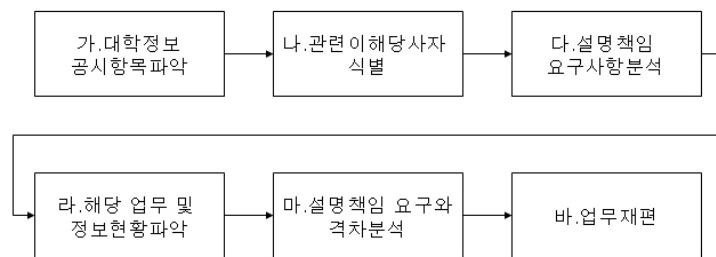 가.대학정보
공시항목파악
나.관련이해당사자
식별
다.설명책임
요구사항분석
라.해당 업무 및
정보현황파악
마.설명책임 요구와
격차분석
바.업무재편